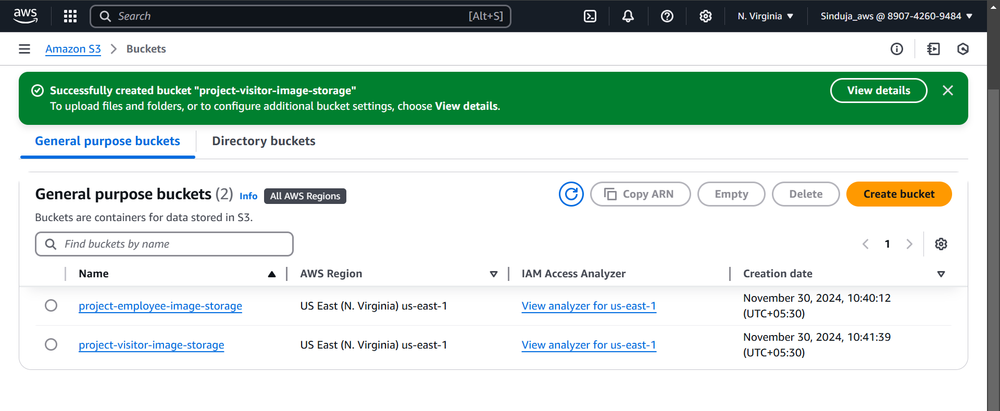 aws
Search [Alt+S] N. Virginia Sinduja_aws @ 8907-4260-9484
Amazon S3 Buckets
Successfully created bucket "project-visitor-image-storage" View details
To upload files and folders, or to configure additional bucket settings, choose View details.
General purpose buckets Directory buckets
General purpose buckets (2) Info All AWS Regions Copy ARN Empty Delete Create bucket
Buckets are containers for data stored in S3.
Find buckets by name 1
Name AWS Region IAM Access Analyzer Creation date
project-employee-image-storage US East (N. Virginia) us-east-1 View analyzer for us-east-1 November 30, 2024, 10:40:12
(UTC+05:30)
project-visitor-image-storage US East (N. Virginia) us-east-1 View analyzer for us-east-1 November 30, 2024, 10:41:39
(UTC+05:30)